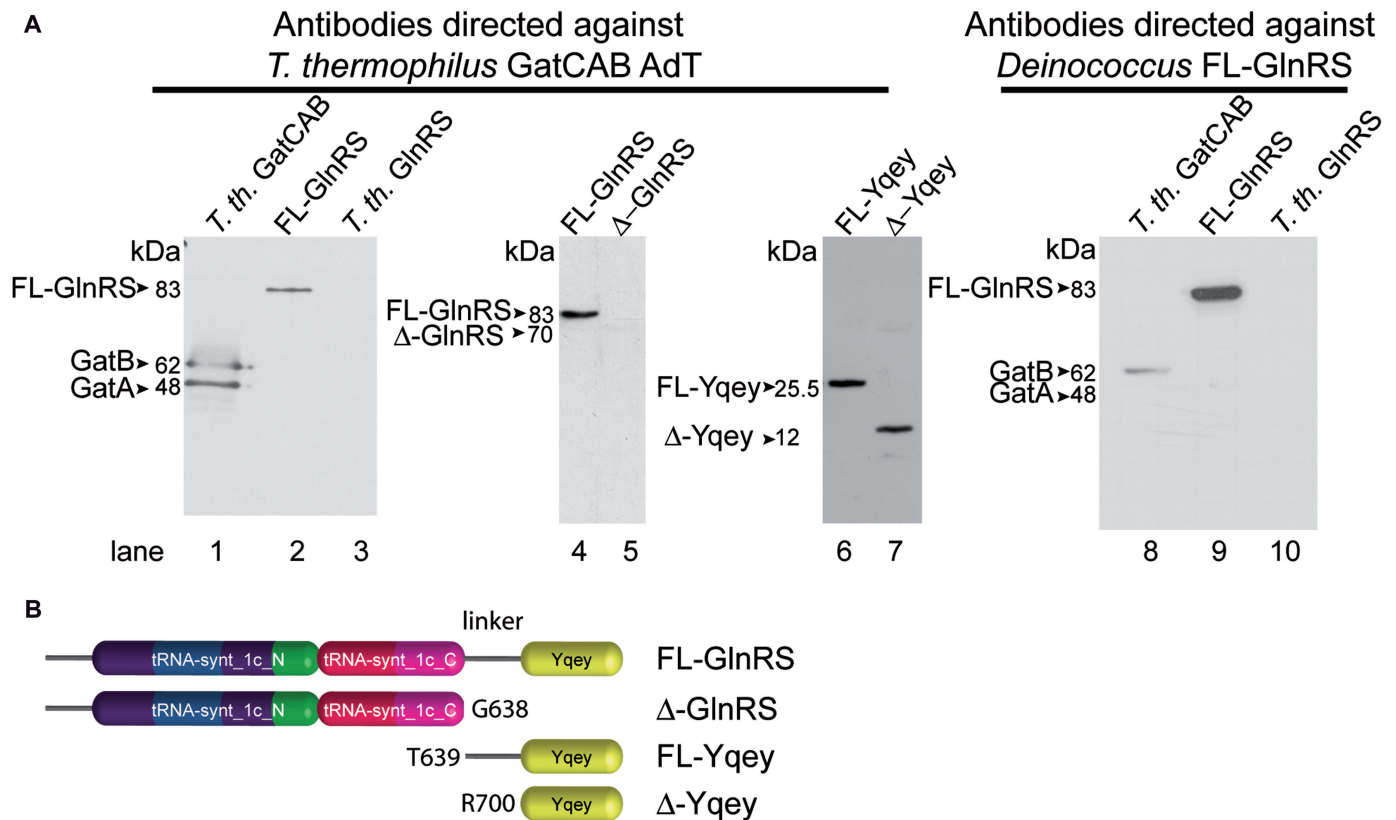 A
Antibodies directed against
T. thermophilus GatCAB AdT
Antibodies directed against
Deinococcus FL-GlnRS
T. th. GatCAB
FL-GlnRS
T. th. GlnRS
FL-GlnRS
Δ–GlnRS
FL-Yqey
Δ–Yqey
T. th. GatCAB
FL-GlnRS
T. th. GlnRS
kDa
FL-GlnRS➤ 83
GatB➤ 62
GatA➤ 48
kDa
FL-GlnRS➤83
Δ-GlnRS ➤70
kDa
FL-Yqey➤25.5
Δ-Yqey ➤12
kDa
FL-GlnRS➤83
GatB➤62
GatA➤48
lane 1 2 3 4 5 6 7 8 9 10
B
linker
tRNA-synt_1c_N tRNA-synt_1c_C Yqey FL-GlnRS
tRNA-synt_1c_N tRNA-synt_1c_C G638 Δ-GlnRS
T639 Yqey FL-Yqey
R700 Yqey Δ-Yqey